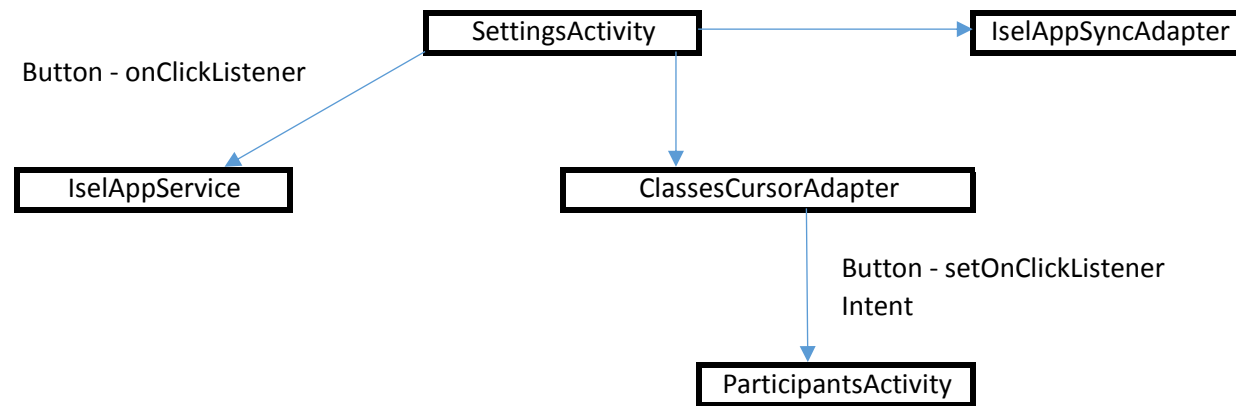 SettingsActivity
IselAppSyncAdapter
Button - onClickListener
IselAppService
ClassesCursorAdapter
Button - setOnClickListener
Intent
ParticipantsActivity